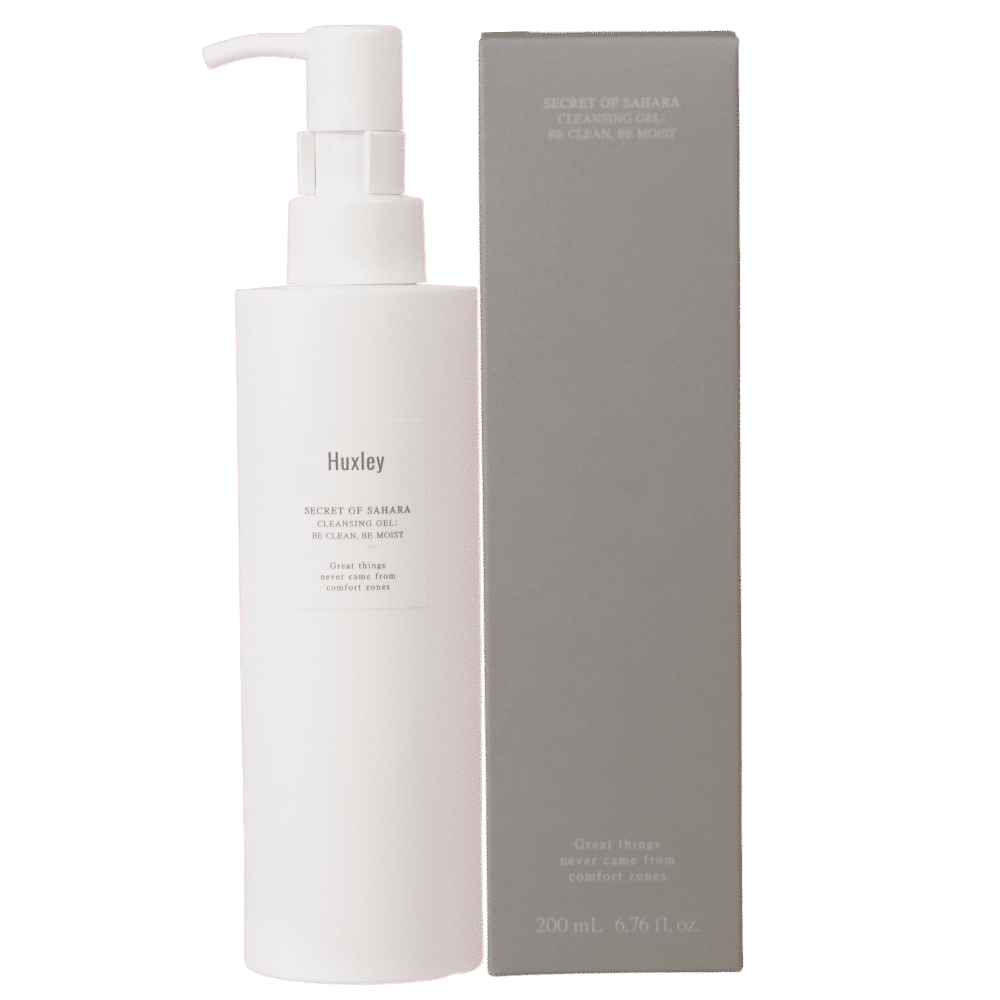 Huxley
SECRET OF SAHARA
CLEANSING GEL:
BE CLEAN, BE MOIST
Great things
never came from
comfort zones
SECRET OF SAHARA
CLEANSING GEL:
BE CLEAN, BE MOIST
Great things
never came from
comfort zones
200 mL 6.76 fl. oz.